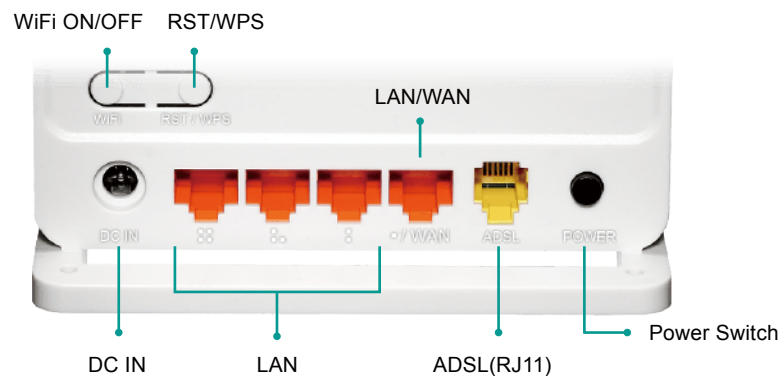 WiFi ON/OFF RST/WPS
LAN/WAN
WiFi RST / WPS
DC IN / WAN ADSL POWER
Power Switch
DC IN LAN ADSL(RJ11)